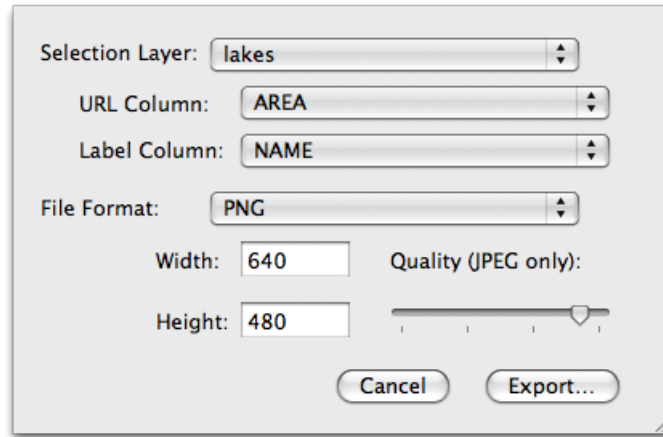 Selection Layer: lakes
URL Column: AREA
Label Column: NAME
File Format: PNG
Width: 640 Quality (JPEG only):
Height: 480
Cancel Export...